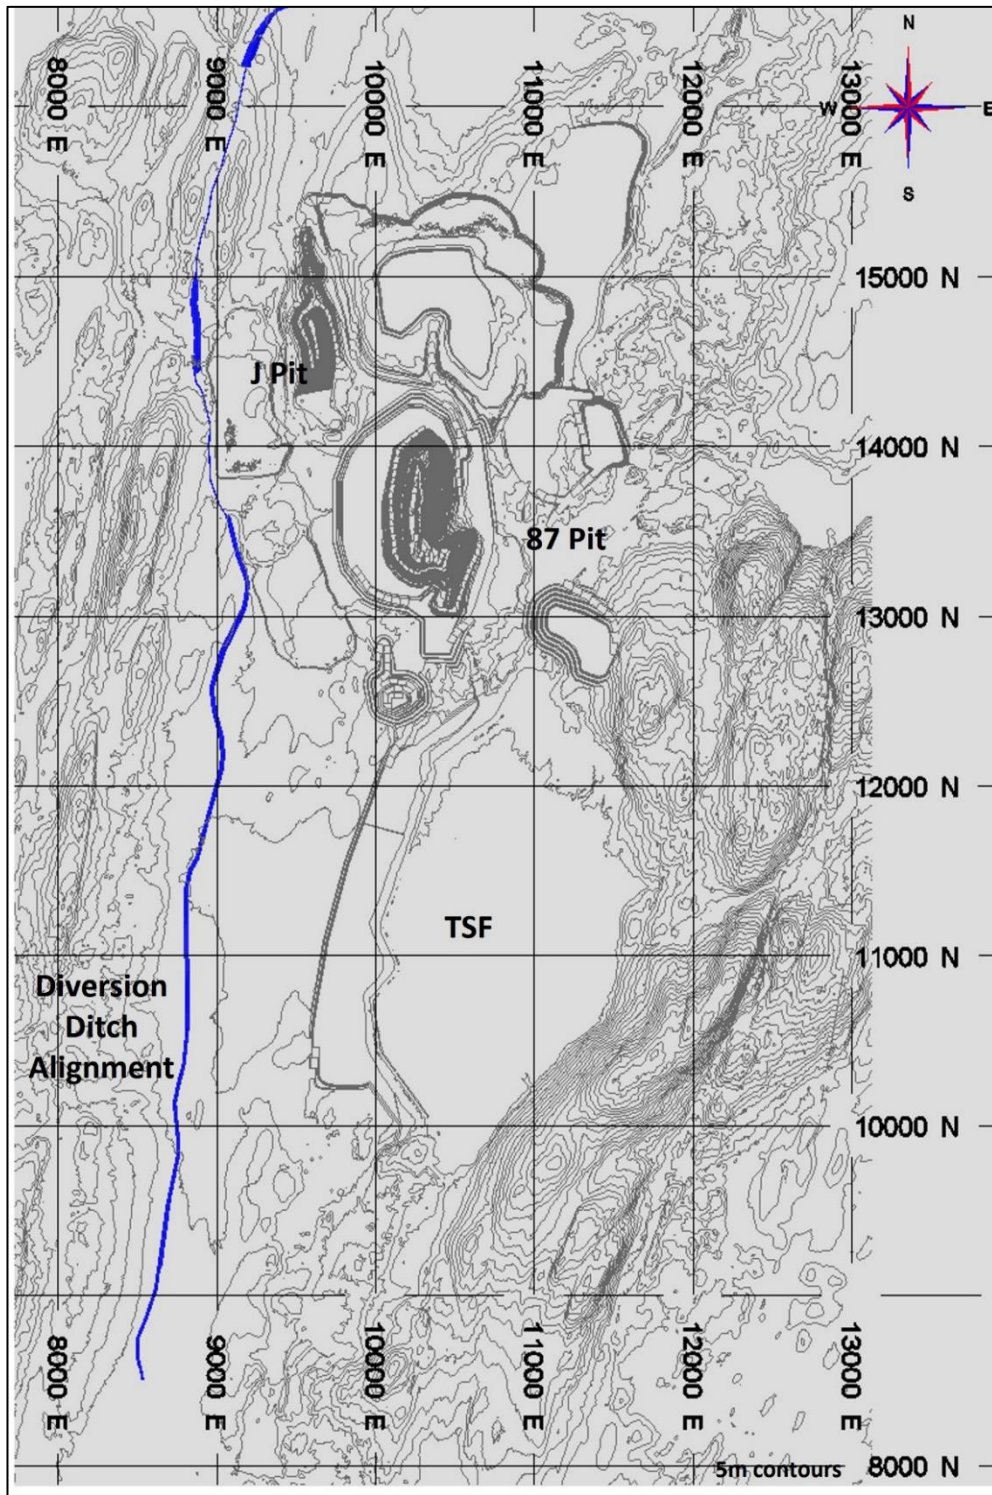 N
8000 E
9000 E
10000 E
11000 E
12000 E
13000 E
W
E
S
15000 N
J Pit
14000 N
87 Pit
13000 N
12000 N
TSF
11000 N
Diversion
Ditch
Alignment
10000 N
8000 E
9000 E
10000 E
11000 E
12000 E
13000 E
5m contours
8000 N